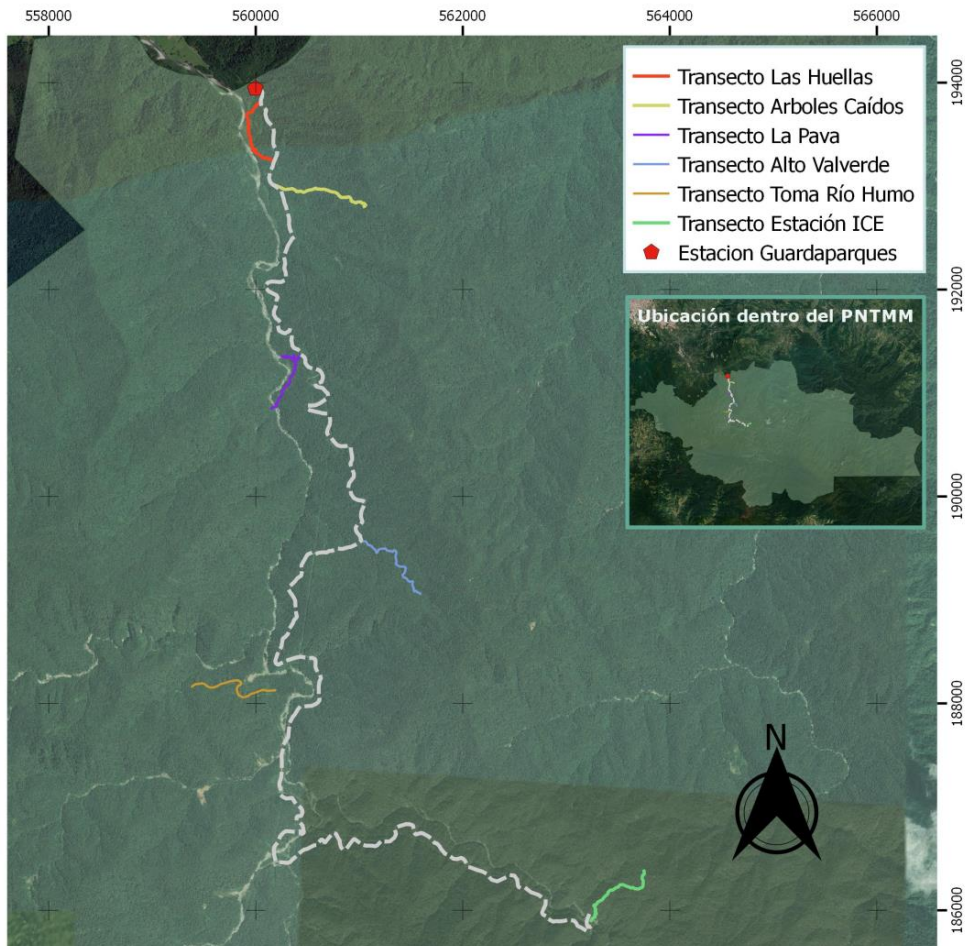 558000 560000 562000 564000 566000
Transecto Las Huellas
Transecto Arboles Caídos
Transecto La Pava
Transecto Alto Valverde
Transecto Toma Río Humo
Transecto Estación ICE
Estacion Guardaparques
Ubicación dentro del PNTMM
194000
192000
190000
188000
186000
N